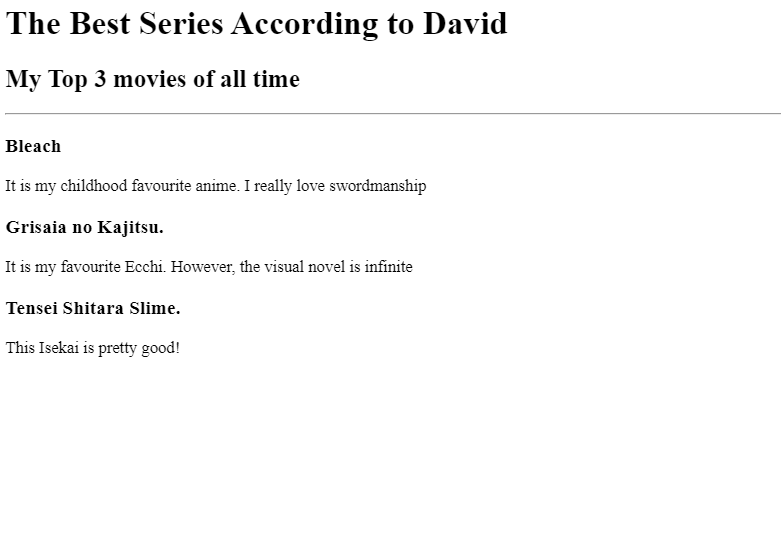 The Best Series According to David
My Top 3 movies of all time
Bleach
It is my childhood favourite anime. I really love swordmanship
Grisaia no Kajitsu.
It is my favourite Ecchi. However, the visual novel is infinite
Tensei Shitara Slime.
This Isekai is pretty good!